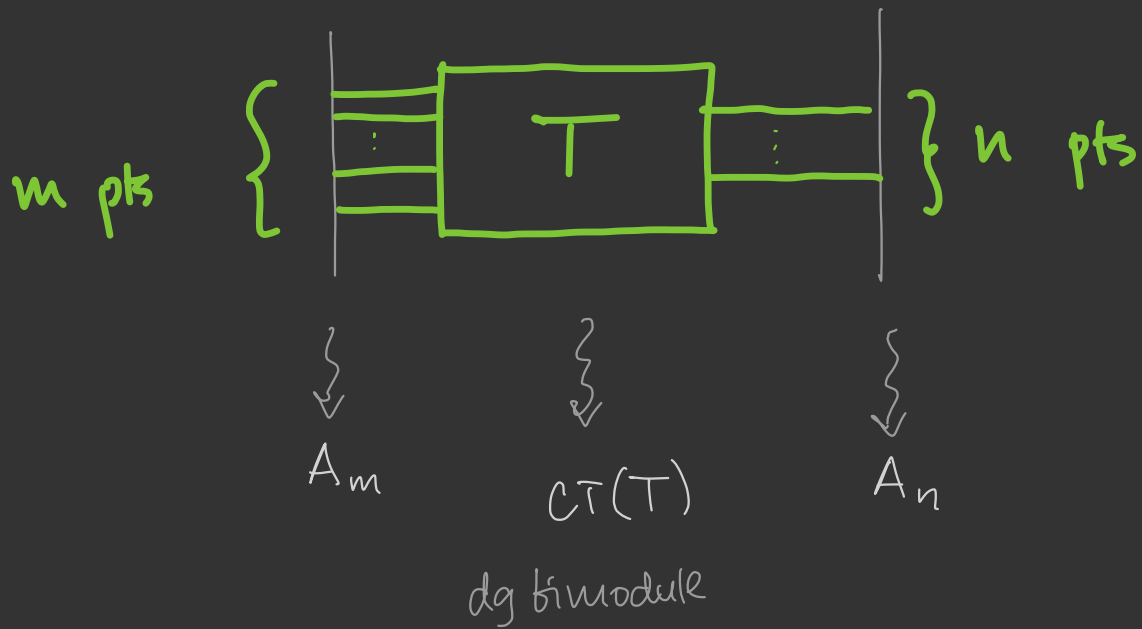 T
m pts
n pts
A_m
CT(T)
A_n
dg bimodule